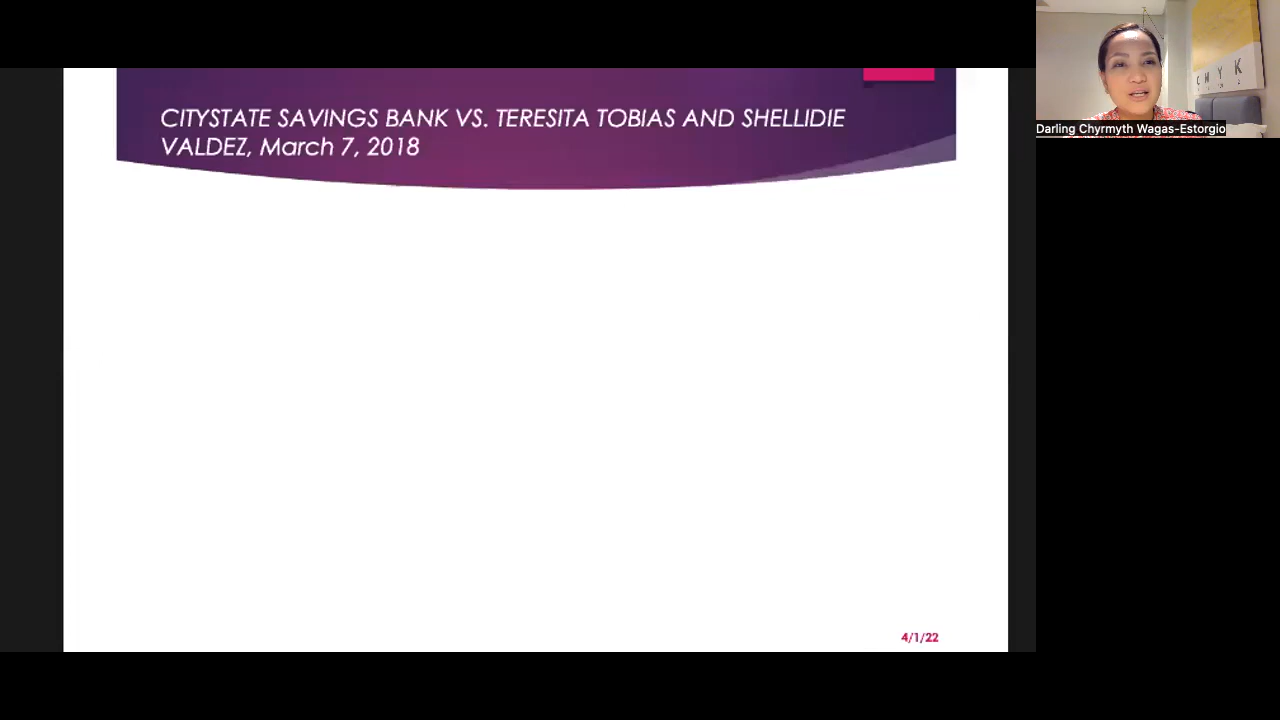 CITYSTATE SAVINGS BANK VS. TERESITA TOBIAS AND SHELLIDIE
VALDEZ, March 7, 2018
4/1/22
CMYK
Darling Chyrmyth Wagas-Estorgio